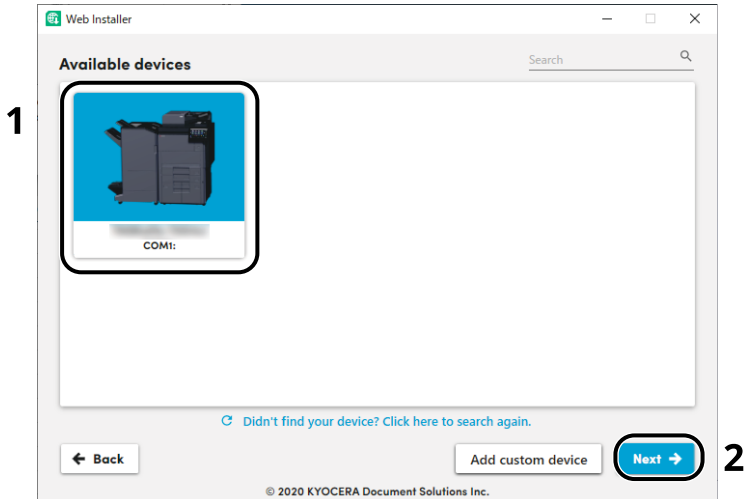 Web Installer
Available devices
Search
1
COM1:
Didn't find your device? Click here to search again.
Back
Add custom device
Next
2
© 2020 KYOCERA Document Solutions Inc.